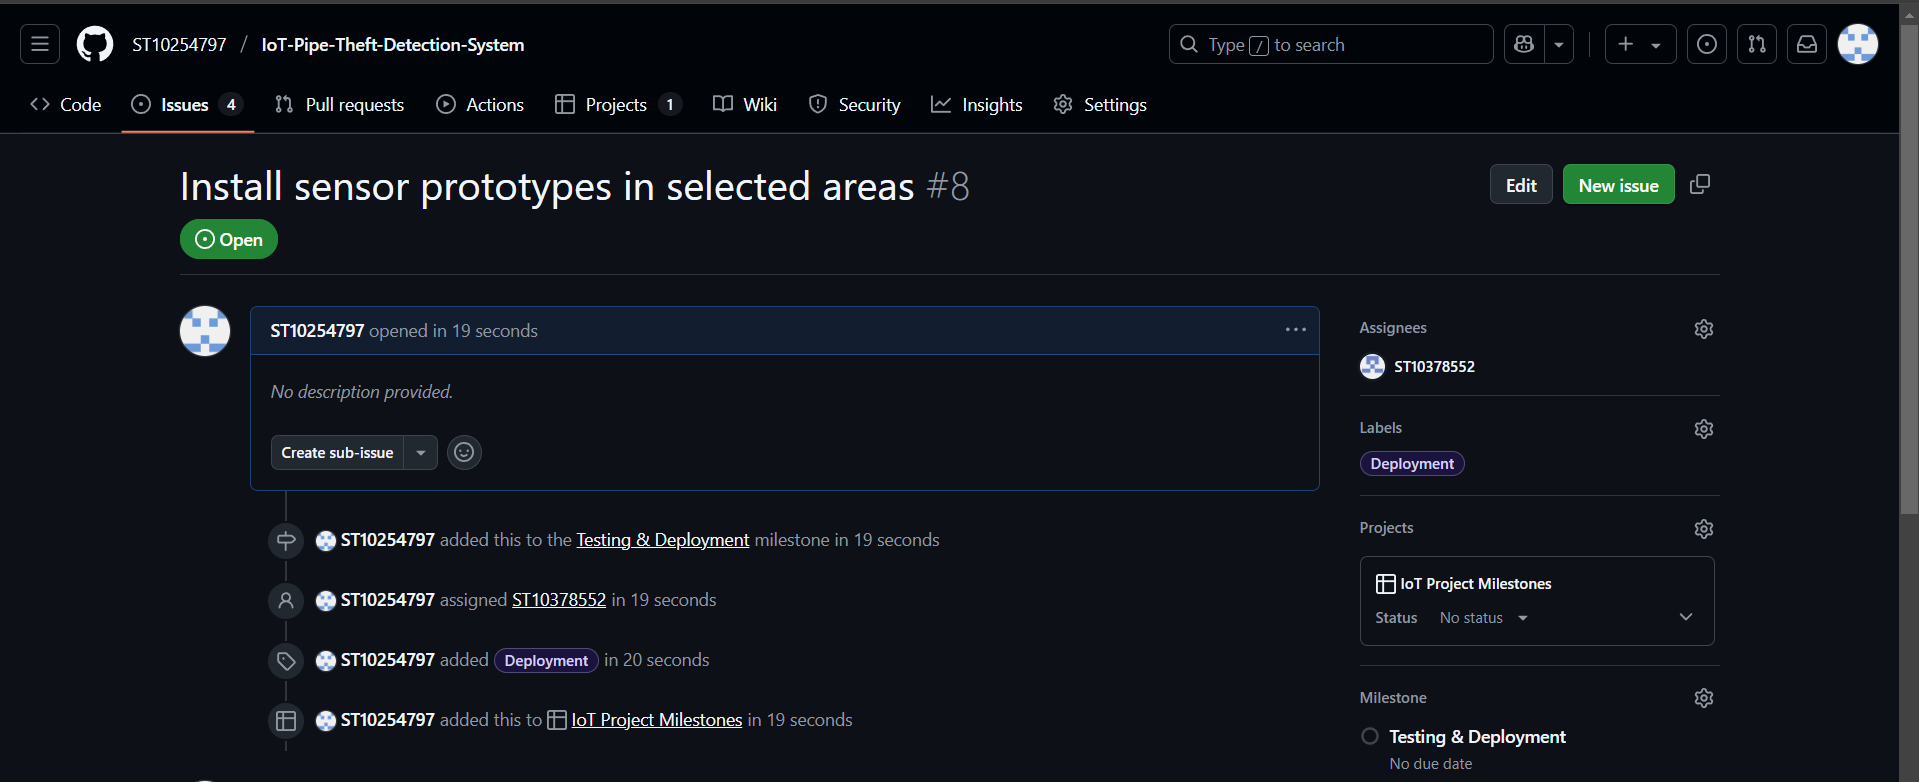 ST10254797 / IoT-Pipe-Theft-Detection-System
Type / to search
Code
Issues 4
Pull requests
Actions
Projects 1
Wiki
Security
Insights
Settings
Install sensor prototypes in selected areas #8
Edit
New issue
Open
ST10254797 opened in 19 seconds
No description provided.
Create sub-issue
ST10254797 added this to the Testing & Deployment milestone in 19 seconds
ST10254797 assigned ST10378552 in 19 seconds
ST10254797 added Deployment in 20 seconds
ST10254797 added this to IoT Project Milestones in 19 seconds
Assignees
ST10378552
Labels
Deployment
Projects
IoT Project Milestones
Status No status
Milestone
Testing & Deployment
No due date